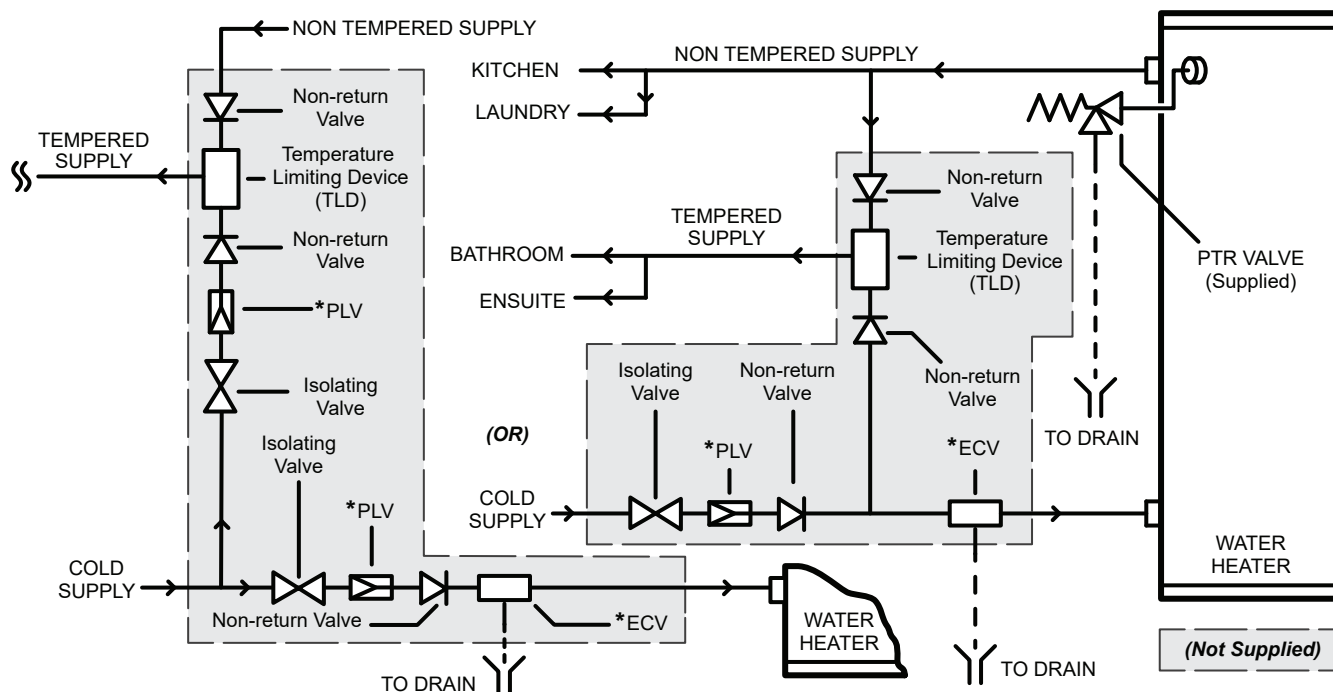 NON TEMPERED SUPPLY
Non-return
Valve
TEMPERED
SUPPLY
Temperature
Limiting Device
(TLD)
Non-return
Valve
*PLV
Isolating
Valve
Isolating
Valve
*PLV
COLD
SUPPLY
Non-return Valve
*ECV
TO DRAIN
WATER
HEATER
(OR)
NON TEMPERED SUPPLY
KITCHEN
LAUNDRY
Non-return
Valve
TEMPERED
SUPPLY
BATHROOM
ENSUITE
Temperature
Limiting Device
(TLD)
Isolating
Valve
Non-return
Valve
Non-return
Valve
*PLV
*ECV
COLD
SUPPLY
TO DRAIN
PTR VALVE
(Supplied)
TO DRAIN
WATER
HEATER
(Not Supplied)